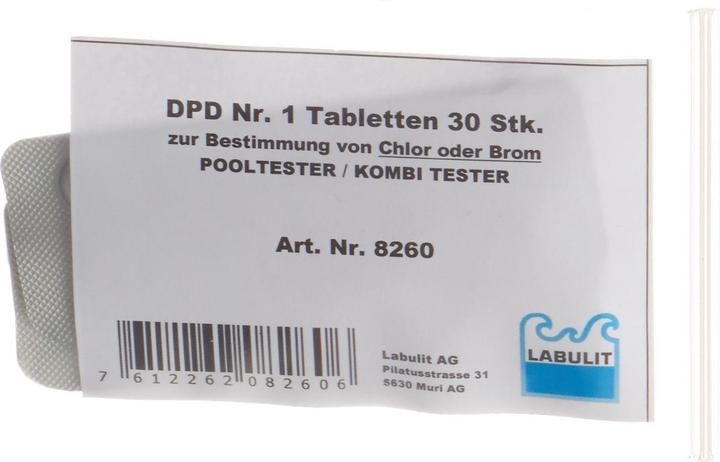 DPD Nr. 1 Tabletten 30 Stk.
zur Bestimmung von Chlor oder Brom
POOLTESTER / KOMBI TESTER
Art. Nr. 8260
7 612262 082606
Labulit AG
Pilatusstrasse 31
5630 Muri AG
LABULIT